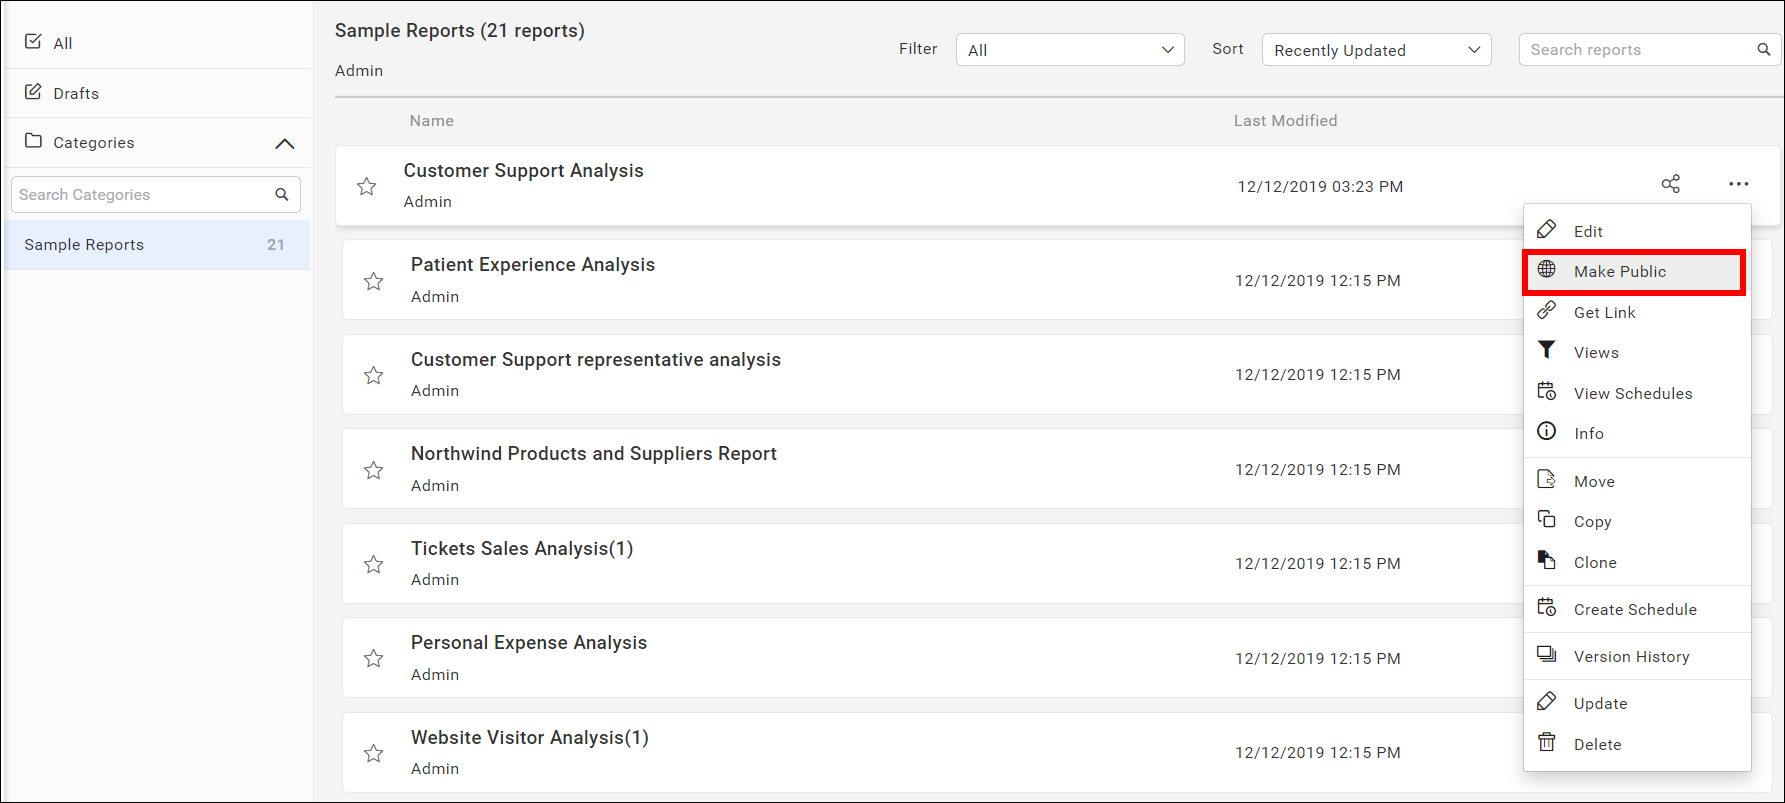 All
Drafts
Categories
Search Categories
Sample Reports 21
Sample Reports (21 reports)
Admin
Filter All Sort Recently Updated Search reports
Name Last Modified
Customer Support Analysis
Admin
12/12/2019 03:23 PM
Patient Experience Analysis
Admin
12/12/2019 12:15 PM
Customer Support representative analysis
Admin
12/12/2019 12:15 PM
Northwind Products and Suppliers Report
Admin
12/12/2019 12:15 PM
Tickets Sales Analysis(1)
Admin
12/12/2019 12:15 PM
Personal Expense Analysis
Admin
12/12/2019 12:15 PM
Website Visitor Analysis(1)
Admin
12/12/2019 12:15 PM
Edit
Make Public
Get Link
Views
View Schedules
Info
Move
Copy
Clone
Create Schedule
Version History
Update
Delete